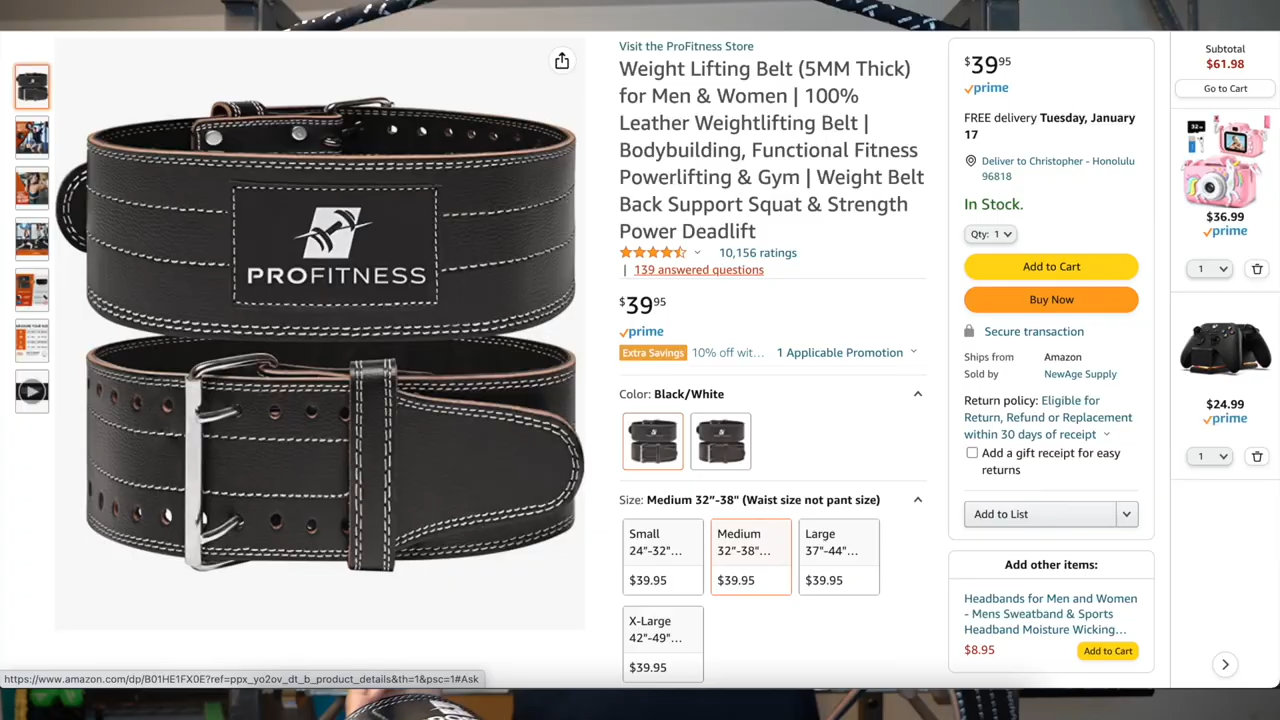 Visit the ProFitness Store
Weight Lifting Belt (5MM Thick)
for Men & Women | 100%
Leather Weightlifting Belt |
Bodybuilding, Functional Fitness
Powerlifting & Gym | Weight Belt
Back Support Squat & Strength
Power Deadlift
10,156 ratings
| 139 answered questions
$39.95
prime
Extra Savings 10% off wit... 1 Applicable Promotion
Color: Black/White
Size: Medium 32"-38" (Waist size not pant size)
Small
24"-32"...
$39.95
Medium
32"-38"...
$39.95
Large
37"-44"...
$39.95
X-Large
42"-49"...
$39.95
PROFITNESS
$39.95
prime
FREE delivery Tuesday, January
17
Deliver to Christopher - Honolulu
96818
In Stock.
Qty: 1
Add to Cart
Buy Now
Secure transaction
Ships from Amazon
Sold by NewAge Supply
Return policy: Eligible for
Return, Refund or Replacement
within 30 days of receipt
Add a gift receipt for easy
returns
Add to List
Add other items:
Headbands for Men and Women
- Mens Sweatband & Sports
Headband Moisture Wicking...
$8.95
Add to Cart
Subtotal
$61.98
Go to Cart
$36.99
prime
1
$24.99
prime
1
https://www.amazon.com/dp/B01HE1FX0E?ref=ppx_yo2ov_dt_b_product_details&th=1&psc=1#Ask